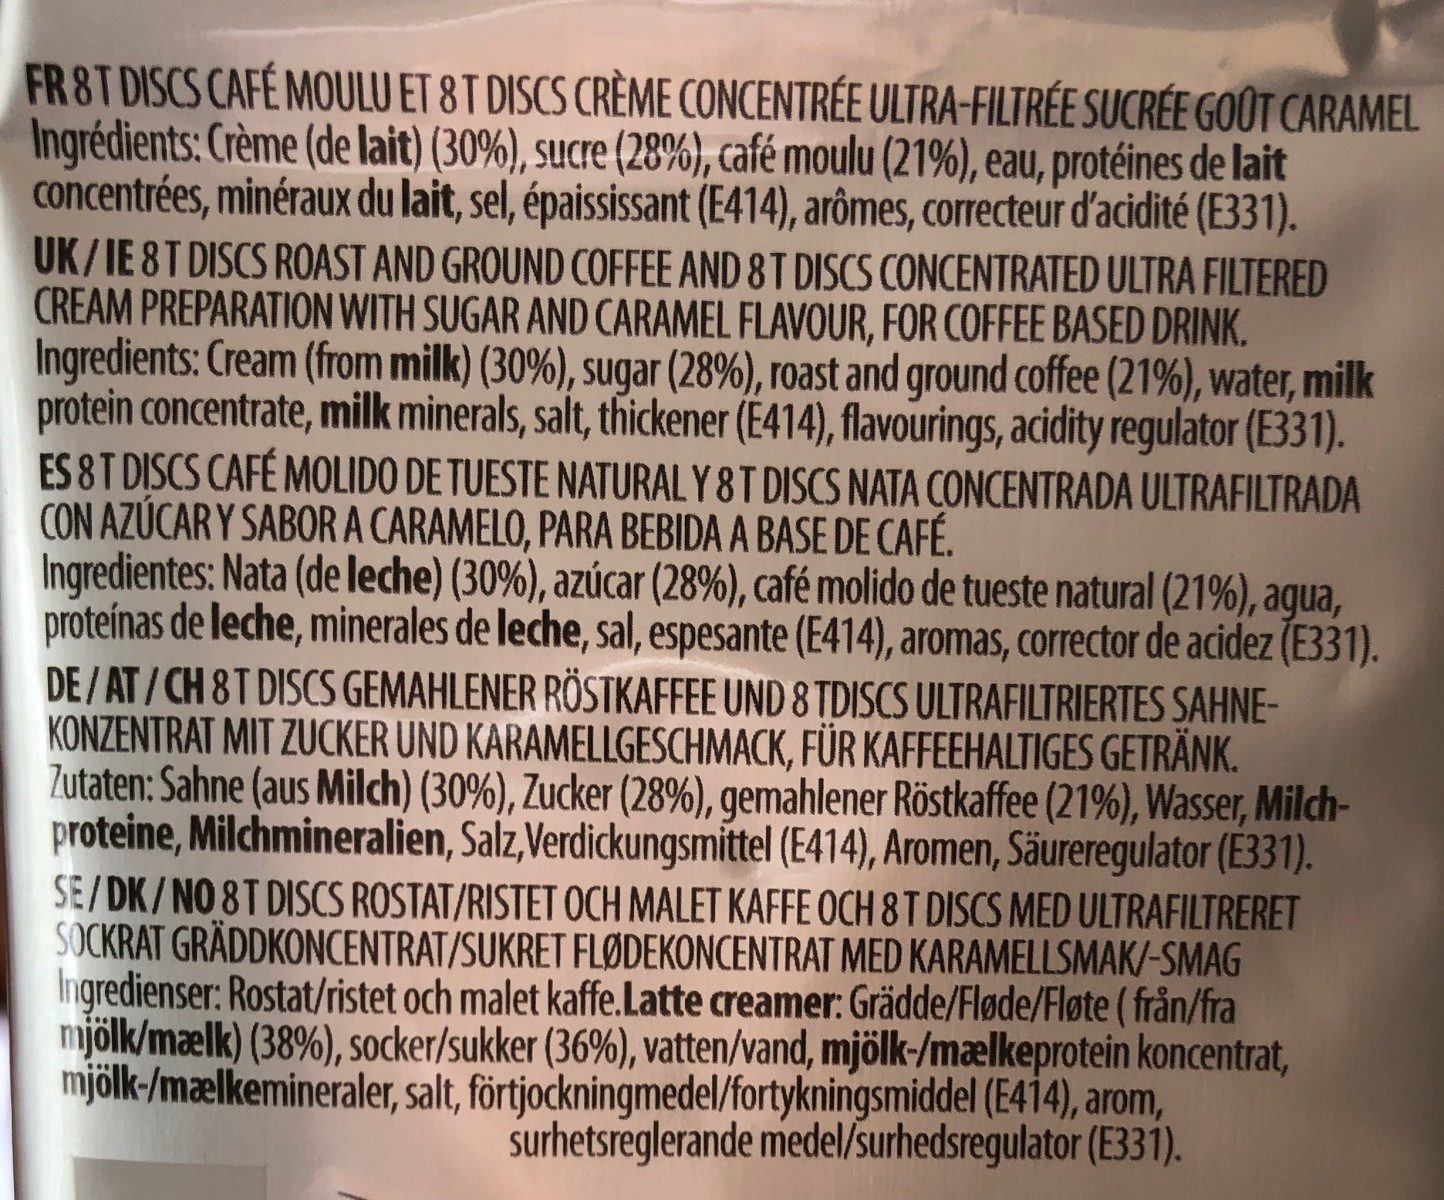 FR 8 T DISCS CAFÉ MOULU ET 8 T DISCS CRÈME CONCENTRÉE ULTRA-FILTRÉE SUCRÉE GOÛT CARAMEL
Ingrédients: Crème (de lait) (30%), sucre (28%), café moulu (21%), eau, protéines de lait
concentrées, minéraux du lait, sel, épaississant (E414), arômes, correcteur d'acidité (E331).
UK / IE 8 T DISCS ROAST AND GROUND COFFEE AND 8 T DISCS CONCENTRATED ULTRA FILTERED
CREAM PREPARATION WITH SUGAR AND CARAMEL FLAVOUR, FOR COFFEE BASED DRINK.
Ingredients: Cream (from milk) (30%), sugar (28%), roast and ground coffee (21%), water, milk
protein concentrate, milk minerals, salt, thickener (E414), flavourings, acidity regulator (E331).
ES 8 T DISCS CAFÉ MOLIDO DE TUESTE NATURAL Y 8 T DISCS NATA CONCENTRADA ULTRAFILTRADA
CON AZÚCAR Y SABOR A CARAMELO, PARA BEBIDA A BASE DE CAFÉ.
Ingredientes: Nata (de leche) (30%), azúcar (28%), café molido de tueste natural (21%), agua,
proteínas de leche, minerales de leche, sal, espesante (E414), aromas, corrector de acidez (E331).
DE / AT / CH 8 T DISCS GEMAHLENER RÖSTKAFFEE UND 8 TDISCS ULTRAFILTRIERTES SAHNE-
KONZENTRAT MIT ZUCKER UND KARAMELLGESCHMACK, FÜR KAFFEEHALTIGES GETRÄNK.
Zutaten: Sahne (aus Milch) (30%), Zucker (28%), gemahlener Röstkaffee (21%), Wasser, Milch-
proteine, Milchmineralien, Salz, Verdickungsmittel (E414), Aromen, Säureregulator (E331).
SE / DK / NO 8 T DISCS ROSTAT/RISTET OCH MALET KAFFE OCH 8 T DISCS MED ULTRAFILTRERET
SOCKRAT GRÄDDKONCENTRAT/SUKRET FLØDEKONCENTRAT MED KARAMELLSMAK/-SMAG
Ingredienser: Rostat/ristet och malet kaffe. Latte creamer: Grädde/Fløde/Fløte ( från/fra
mjölk/mælk) (38%), socker/sukker (36%), vatten/vand, mjölk-/mælkeprotein koncentrat,
mjölk-/mælkemineraler, salt, förtjockningmedel/fortykningsmiddel (E414), arom,
surhetsreglerande medel/surhedsregulator (E331).